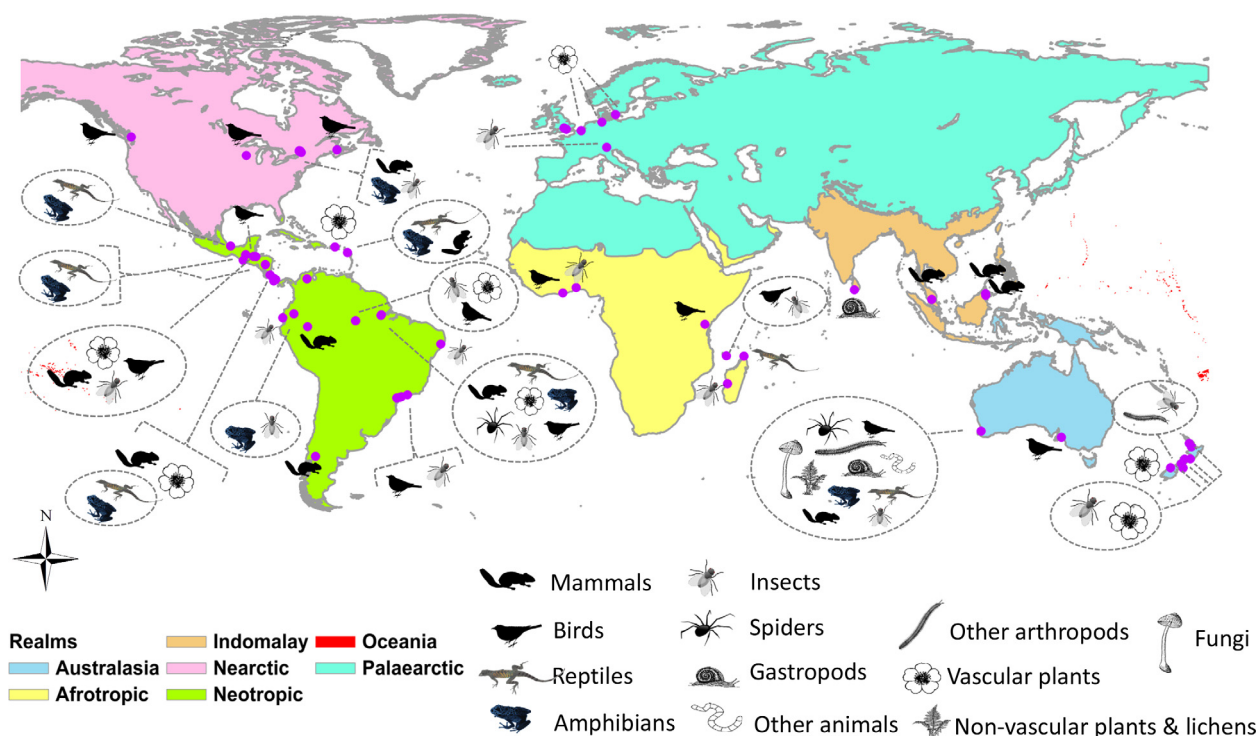 N
Realms
Australasia
Afrotropic
Indomalay
Nearctic
Neotropic
Oceania
Palaearctic
Mammals
Birds
Reptiles
Amphibians
Insects
Spiders
Gastropods
Other animals
Other arthropods
Vascular plants
Non-vascular plants & lichens
Fungi